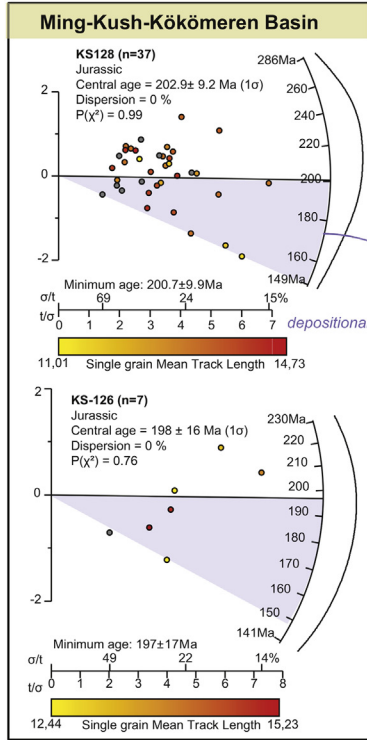 Ming-Kush-Kökömeren Basin
KS128 (n=37)
Jurassic
Central age = 202.9± 9.2 Ma (1σ)
Dispersion = 0 %
P(χ²) = 0.99
286Ma
260
240
220
200
180
160
149Ma
2
0
-2
Minimum age: 200.7±9.9Ma
σ/t 69 24 15%
t/σ
0 1 2 3 4 5 6 7
depositional
11,01 Single grain Mean Track Length 14,73
KS-126 (n=7)
Jurassic
Central age = 198 ± 16 Ma (1σ)
Dispersion = 0 %
P(χ²) = 0.76
230Ma
220
210
200
190
180
170
160
150
141Ma
2
0
-2
Minimum age: 197±17Ma
σ/t 49 22 14%
t/σ 0 1 2 3 4 5 6 7 8
12,44 Single grain Mean Track Length 15,23